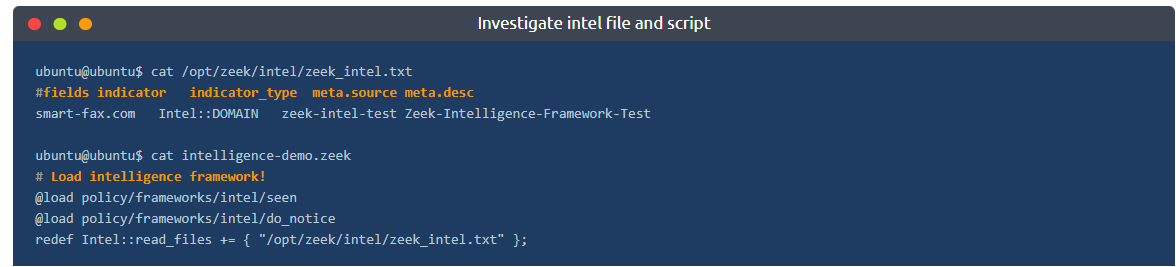 Investigate intel file and script
ubuntu@ubuntu$ cat /opt/zeek/intel/zeek_intel.txt
#fields indicator   indicator_type  meta.source meta.desc
smart-fax.com   Intel::DOMAIN   zeek-intel-test Zeek-Intelligence-Framework-Test
ubuntu@ubuntu$ cat intelligence-demo.zeek
# Load intelligence framework!
@load policy/frameworks/intel/seen
@load policy/frameworks/intel/do_notice
redef Intel::read_files += { "/opt/zeek/intel/zeek_intel.txt" };